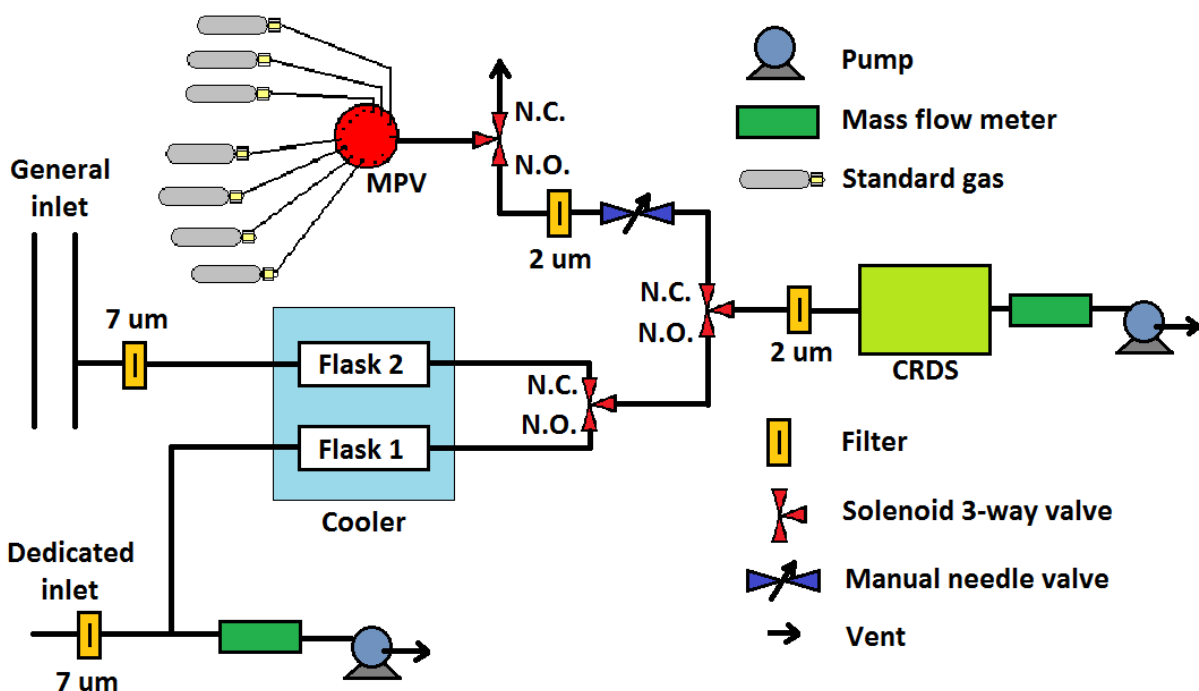 General
inlet
MPV
N.C.
N.O.
2 um
7 um
Flask 2
Flask 1
Cooler
N.C.
N.O.
N.C.
N.O.
2 um
CRDS
Dedicated
inlet
7 um
Pump
Mass flow meter
Standard gas
Filter
Solenoid 3-way valve
Manual needle valve
Vent